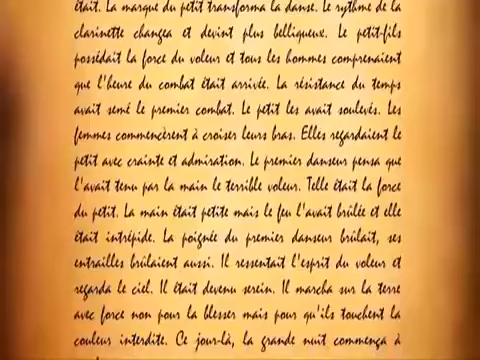 était. La marque du petit transforma la danse. Le rythme de la
clarinette changea et devint plus belliqueux. Le petit-fils
possédait la force du voleur et tous les hommes comprenaient
que l'heure du combat était arrivée. La résistance du temps
avait semé le premier combat. Le petit les avait soulevés. Les
femmes commencèrent à croiser leurs bras. Elles regardaient le
petit avec crainte et admiration. Le premier danseur pensa que
l'avait tenu par la main le terrible voleur. Telle était la force
du petit. La main était petite mais le feu l'avait brûlée et elle
était intrépide. La poignée du premier danseur brûlait, ses
entrailles brûlaient aussi. Il ressentait l'esprit du voleur et
regarda le ciel. Il était devenu serein. Il marcha sur la terre
avec force non pour la blesser mais pour qu'ils touchent la
couleur interdite. Ce jour-là, la grande nuit commença à